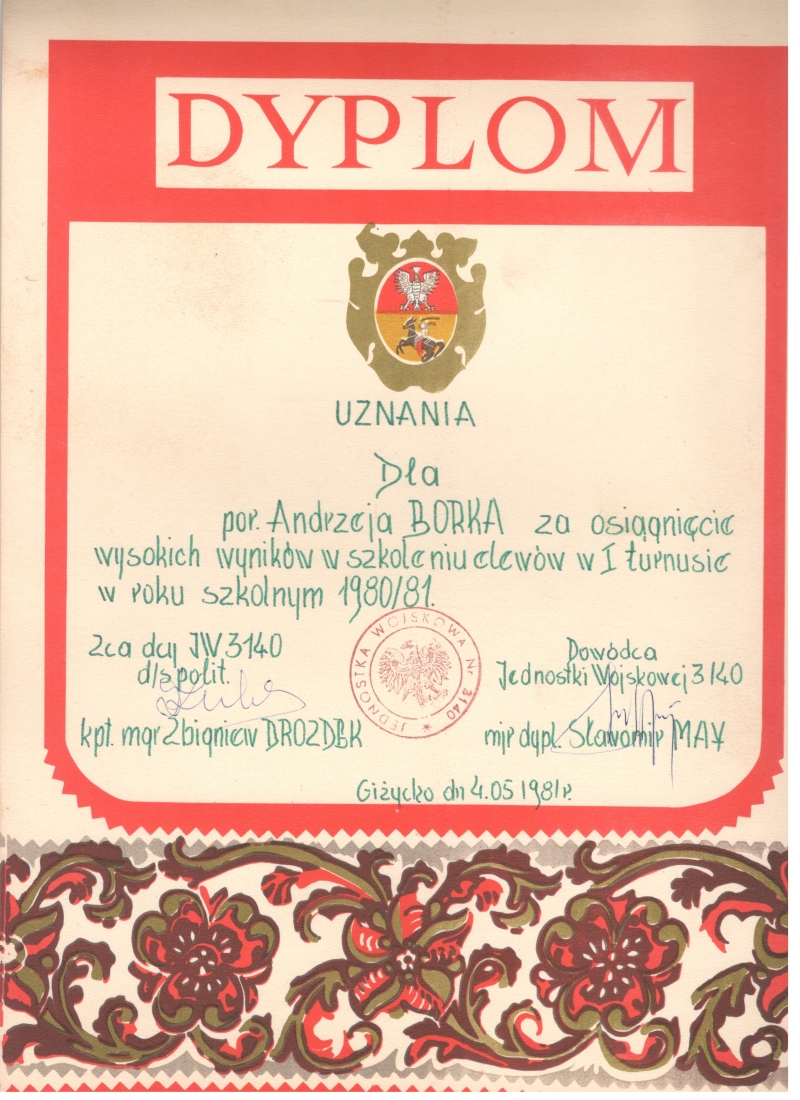 DYPLOM
UZNANIA
Dla
por. Andrzeja BORKA za osiągnięcie
wysokich wyników w szkoleniu elewów w I turnusie
w roku szkolnym 1980/81.
Zca dcy JW 3140
d/s polit.
kpt. mgr Zbigniew DROZDEK
JEDNOSTKA WOJSKOWA Nr 3140
Dowódca
Jednostki Wojskowej 3140
mjr dypl. Sławomir MAY
Giżycko dn 4.05 1981r.